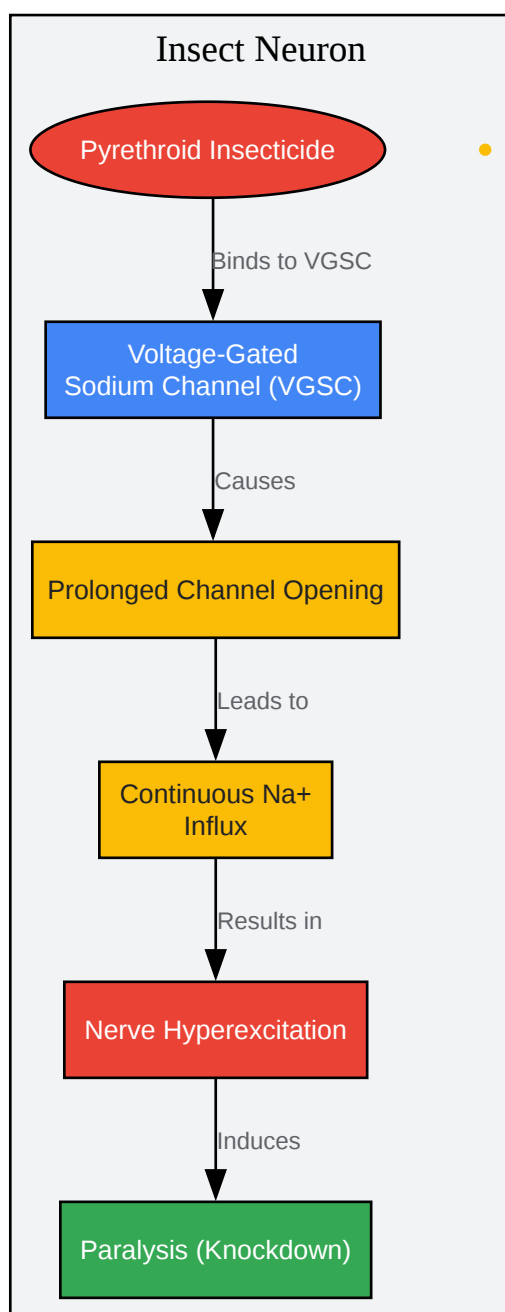 Insect Neuron
Pyrethroid Insecticide
Binds to VGSC
Voltage-Gated
Sodium Channel (VGSC)
Causes
Prolonged Channel Opening
Leads to
Continuous Na+
Influx
Results in
Nerve Hyperexcitation
Induces
Paralysis (Knockdown)